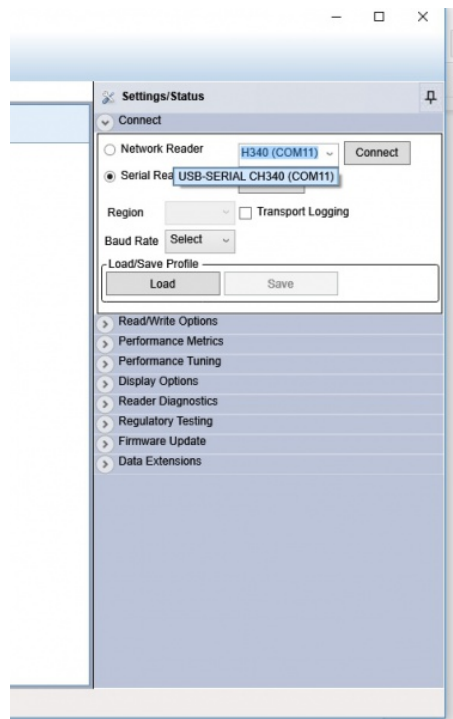 Settings/Status
Connect
Network Reader H340 (COM11) Connect
Serial Rea USB-SERIAL CH340 (COM11)
Region Transport Logging
Baud Rate Select
Load/Save Profile
Load Save
Read/Write Options
Performance Metrics
Performance Tuning
Display Options
Reader Diagnostics
Regulatory Testing
Firmware Update
Data Extensions